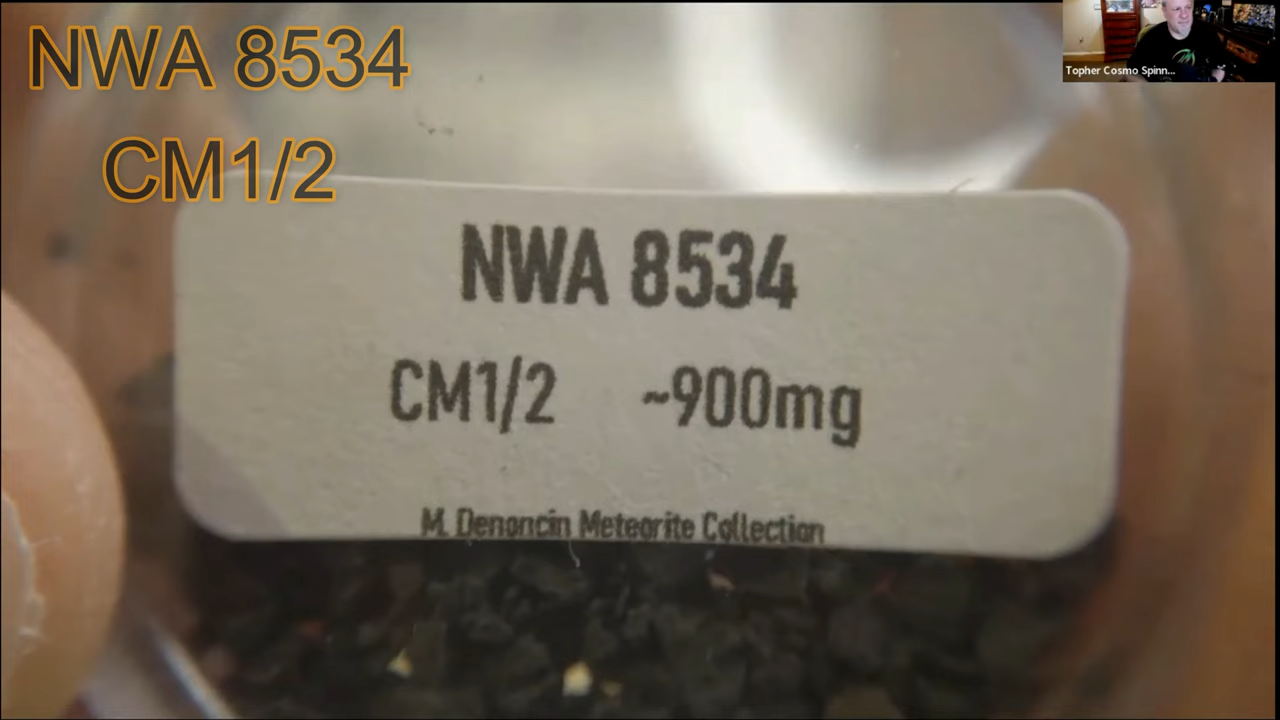 NWA 8534
CM1/2
Topher Cosmo Spinn...
NWA 8534
CM1/2 ~900mg
M. Denoncin Meteorite Collection